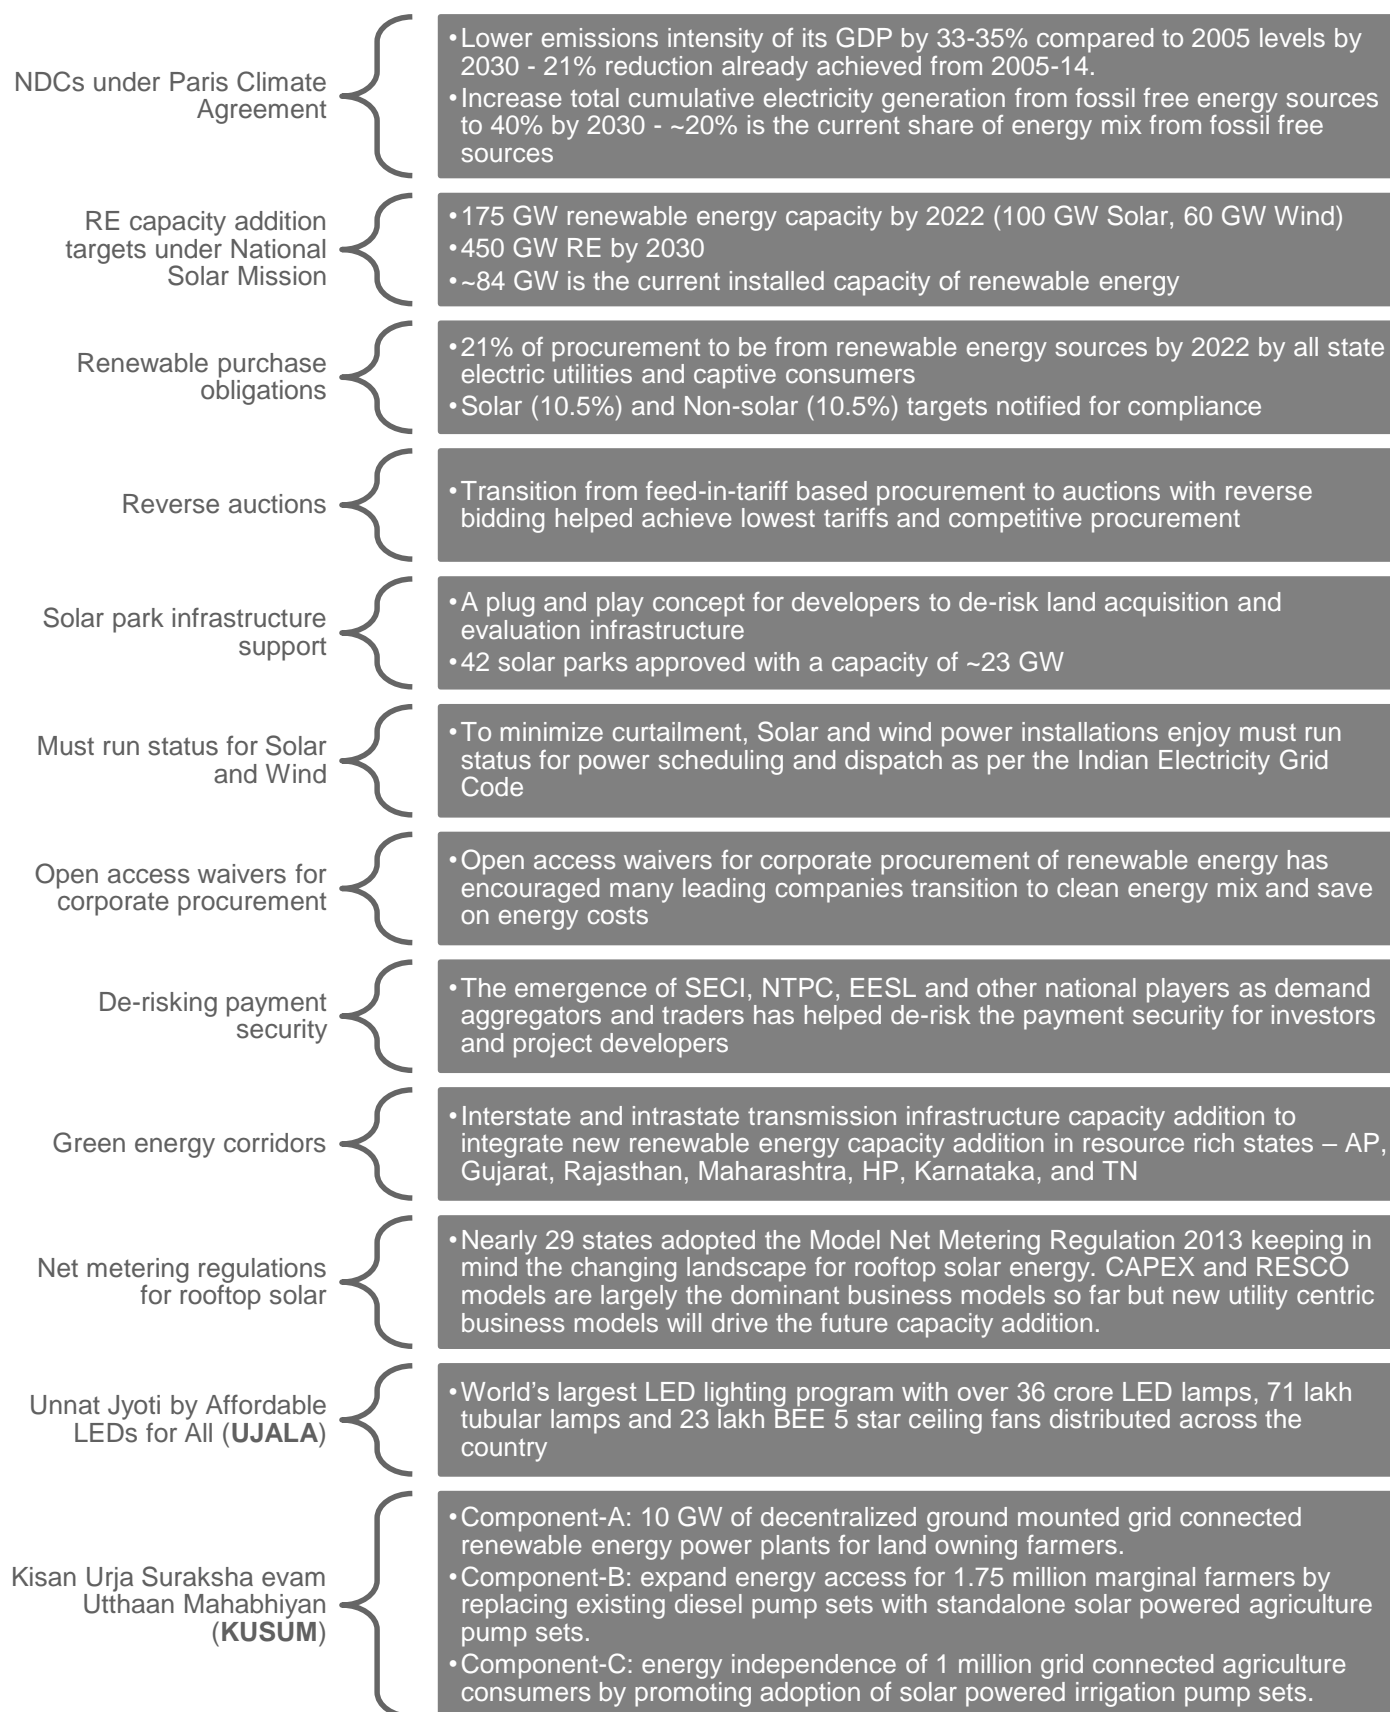 NDCs under Paris Climate
Agreement
•Lower emissions intensity of its GDP by 33-35% compared to 2005 levels by
2030 - 21% reduction already achieved from 2005-14.
•Increase total cumulative electricity generation from fossil free energy sources
to 40% by 2030 - ~20% is the current share of energy mix from fossil free
sources
RE capacity addition
targets under National
Solar Mission
•175 GW renewable energy capacity by 2022 (100 GW Solar, 60 GW Wind)
•450 GW RE by 2030
•~84 GW is the current installed capacity of renewable energy
Renewable purchase
obligations
•21% of procurement to be from renewable energy sources by 2022 by all state
electric utilities and captive consumers
•Solar (10.5%) and Non-solar (10.5%) targets notified for compliance
Reverse auctions
•Transition from feed-in-tariff based procurement to auctions with reverse
bidding helped achieve lowest tariffs and competitive procurement
Solar park infrastructure
support
•A plug and play concept for developers to de-risk land acquisition and
evaluation infrastructure
•42 solar parks approved with a capacity of ~23 GW
Must run status for Solar
and Wind
•To minimize curtailment, Solar and wind power installations enjoy must run
status for power scheduling and dispatch as per the Indian Electricity Grid
Code
Open access waivers for
corporate procurement
•Open access waivers for corporate procurement of renewable energy has
encouraged many leading companies transition to clean energy mix and save
on energy costs
De-risking payment
security
•The emergence of SECI, NTPC, EESL and other national players as demand
aggregators and traders has helped de-risk the payment security for investors
and project developers
Green energy corridors
•Interstate and intrastate transmission infrastructure capacity addition to
integrate new renewable energy capacity addition in resource rich states – AP,
Gujarat, Rajasthan, Maharashtra, HP, Karnataka, and TN
Net metering regulations
for rooftop solar
•Nearly 29 states adopted the Model Net Metering Regulation 2013 keeping in
mind the changing landscape for rooftop solar energy. CAPEX and RESCO
models are largely the dominant business models so far but new utility centric
business models will drive the future capacity addition.
Unnat Jyoti by Affordable
LEDs for All (UJALA)
•World’s largest LED lighting program with over 36 crore LED lamps, 71 lakh
tubular lamps and 23 lakh BEE 5 star ceiling fans distributed across the
country
Kisan Urja Suraksha evam
Utthaan Mahabhiyan
(KUSUM)
•Component-A: 10 GW of decentralized ground mounted grid connected
renewable energy power plants for land owning farmers.
•Component-B: expand energy access for 1.75 million marginal farmers by
replacing existing diesel pump sets with standalone solar powered agriculture
pump sets.
•Component-C: energy independence of 1 million grid connected agriculture
consumers by promoting adoption of solar powered irrigation pump sets.